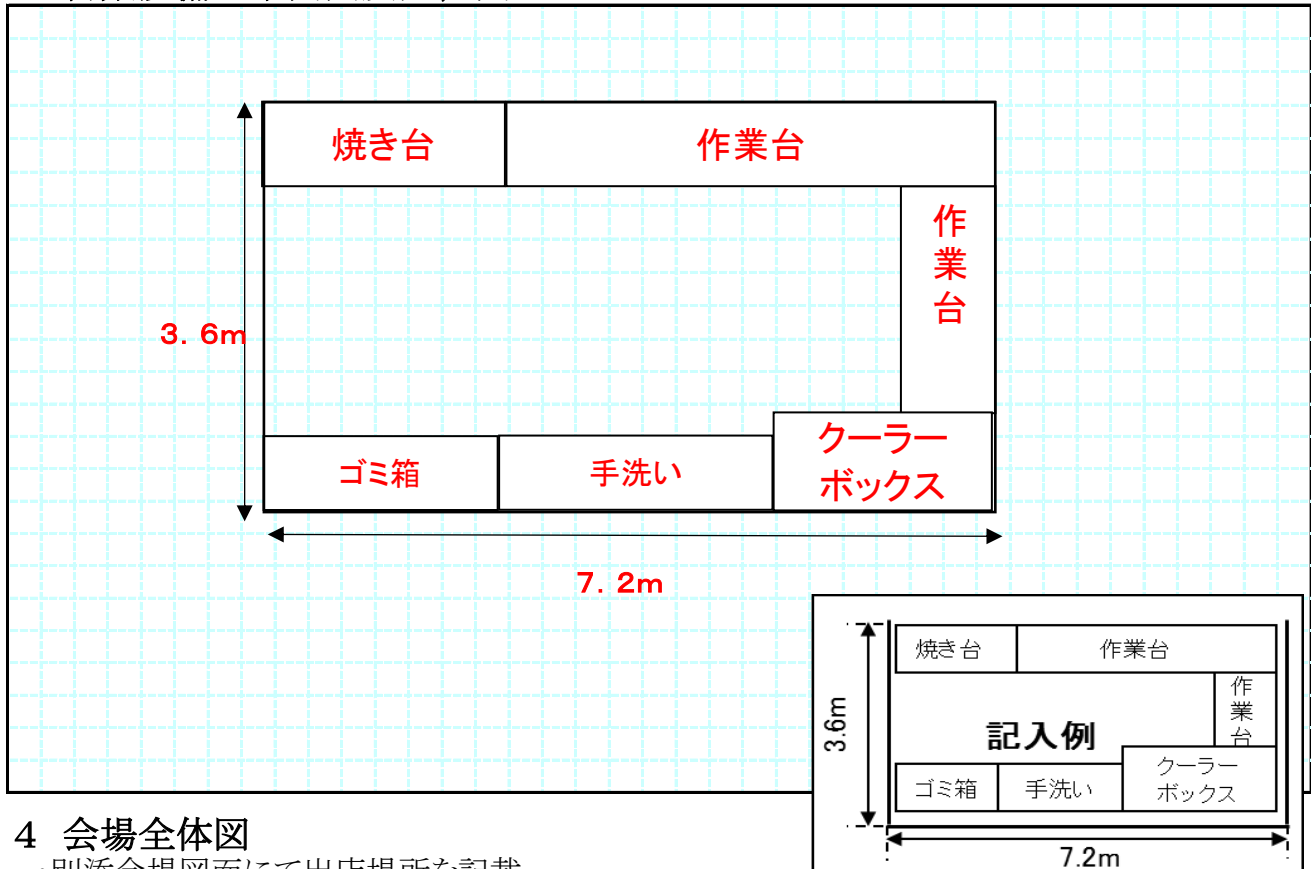 焼き台
作業台
作業台
3.6m
ゴミ箱
手洗い
クーラー
ボックス
7.2m
焼き台
作業台
作業台
3.6m
記入例
ゴミ箱
手洗い
クーラー
ボックス
7.2m
4 会場全体図